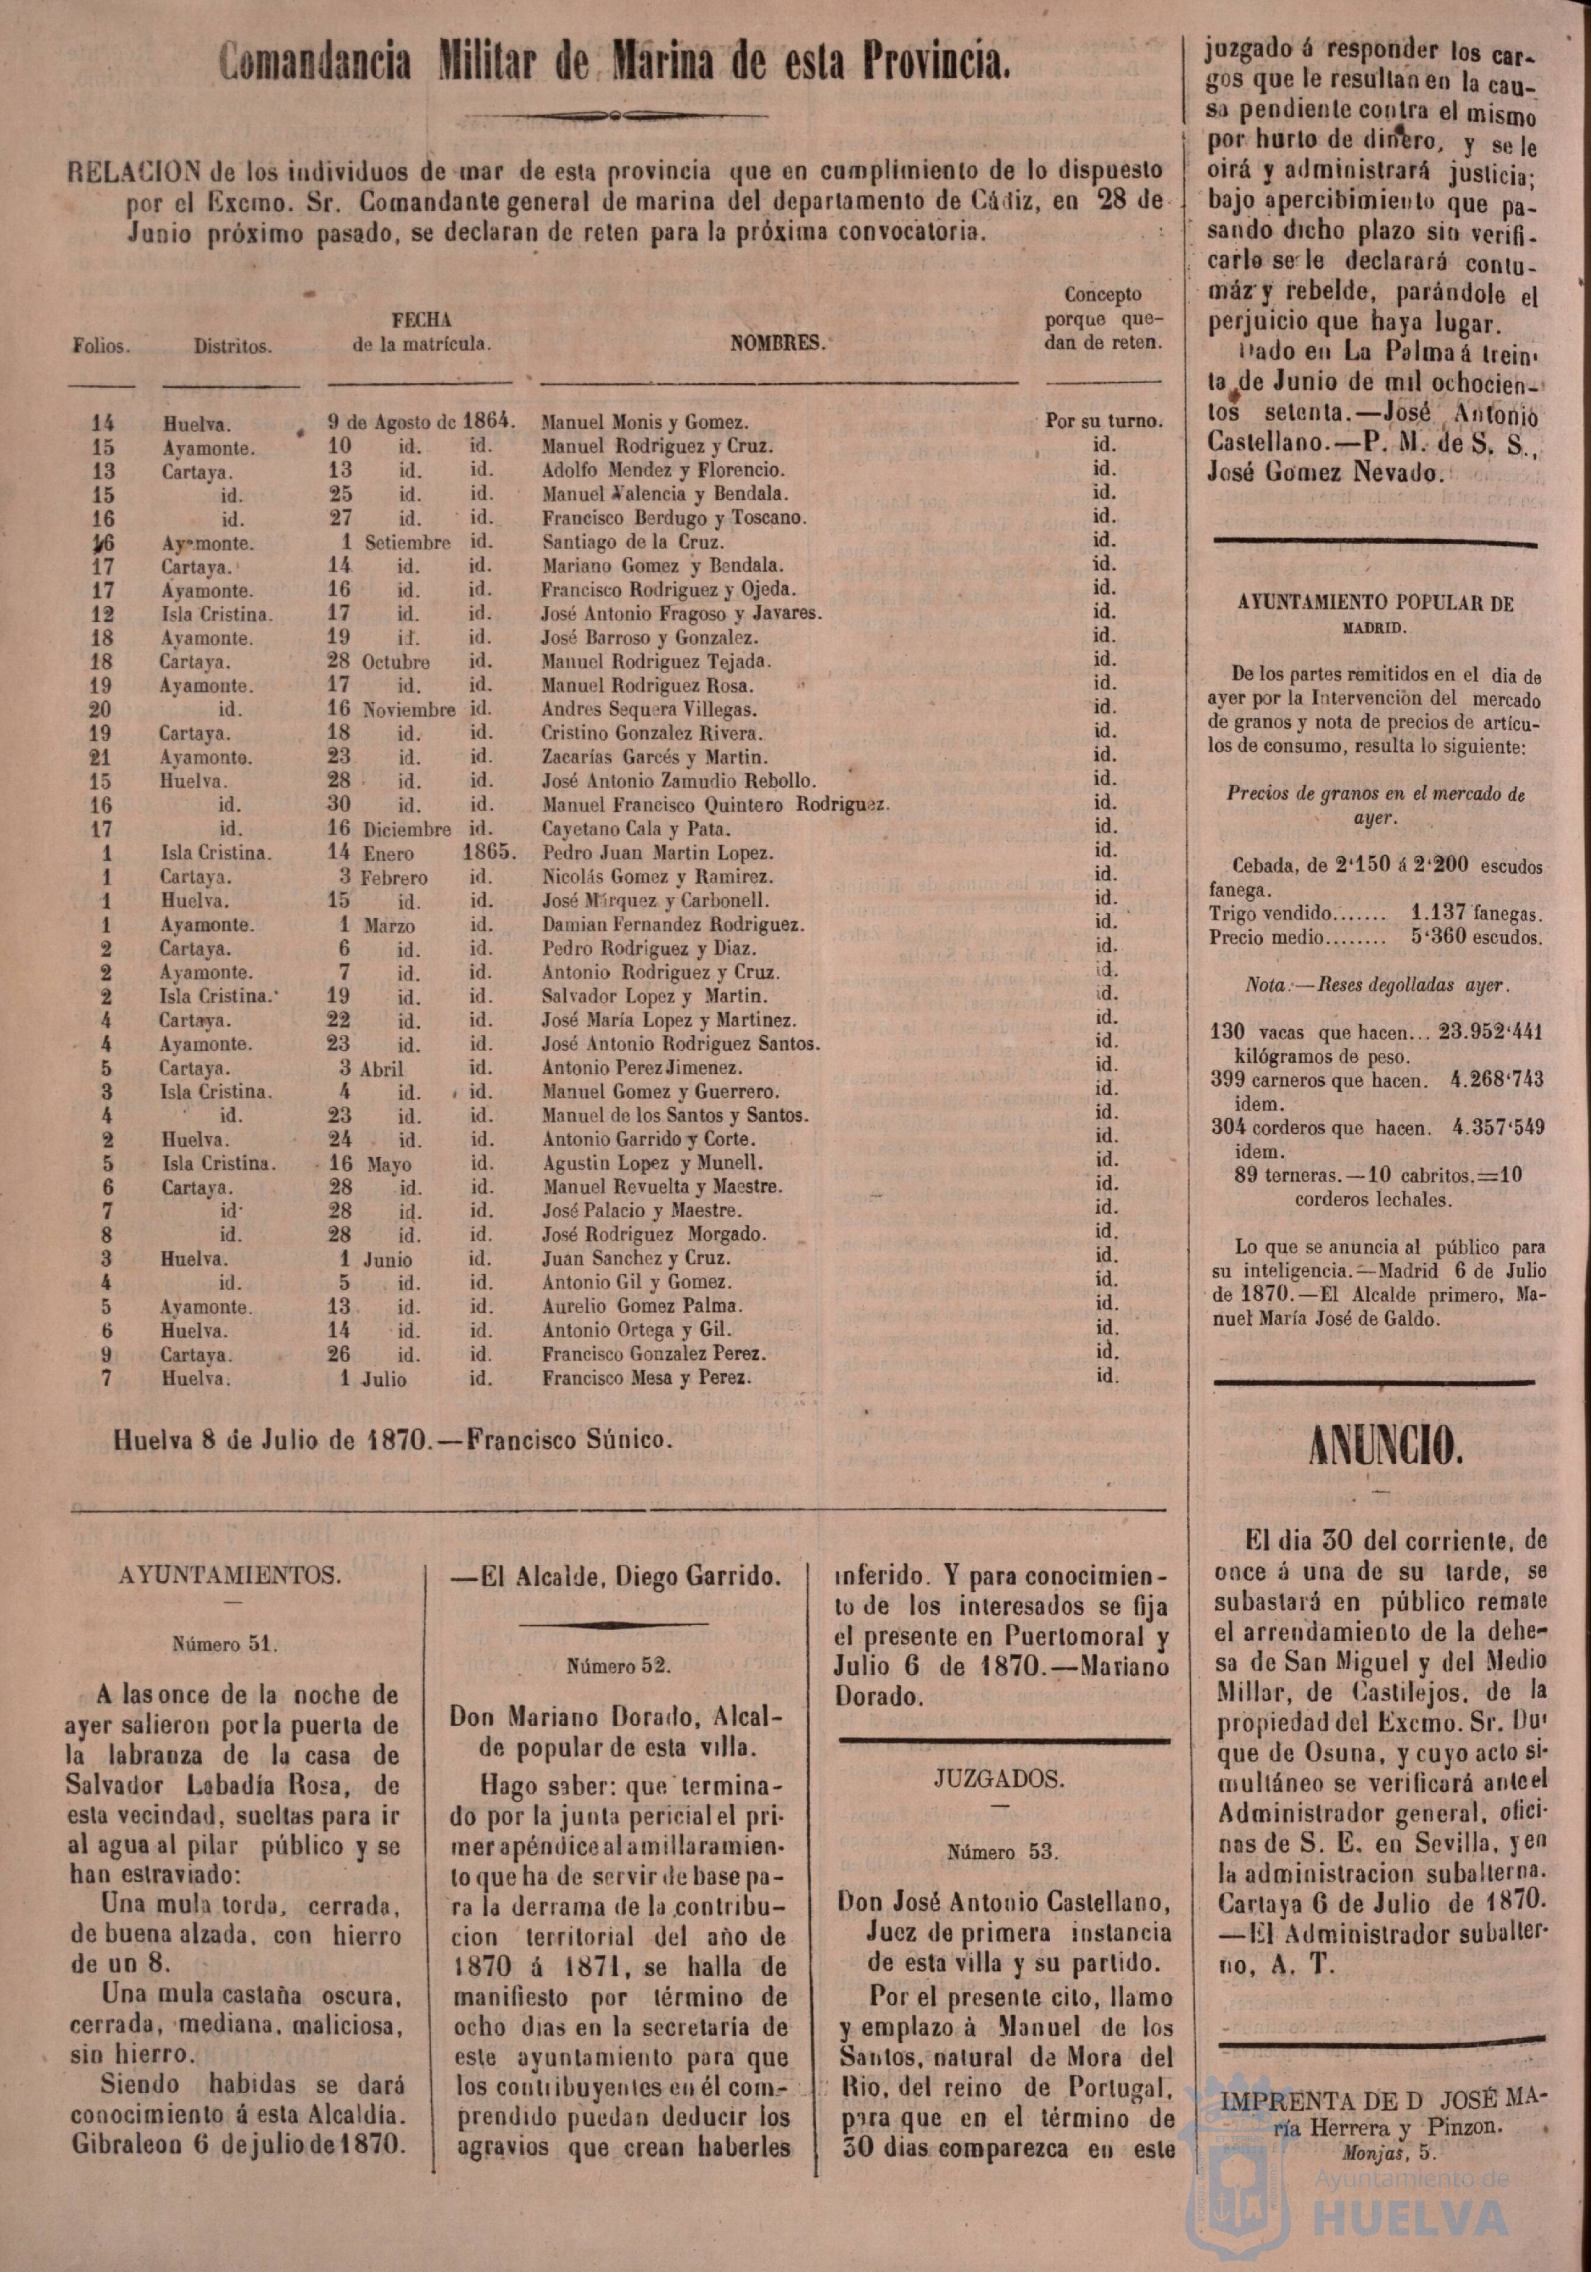 Comandancia Militar de Marina de esta Provincia.
RELACION de los individuos de mar de esta provincia que en cumplimiento de lo dispuesto
por el Excmo. Sr. Comandante general de marina del departamento de Cádiz, en 28 de
Junio próximo pasado, se declaran de reten para la próxima convocatoria.
Folios. Distritos. FECHA de la matrícula. NOMBRES. Concepto porque quedan de reten.
14 Huelva. 9 de Agosto de 1864. Manuel Monis y Gomez. Por su turno.
15 Ayamonte. 10 id. id. Manuel Rodriguez y Cruz. id.
13 Cartaya. 13 id. id. Adolfo Mendez y Florencio. id.
15 id. 25 id. id. Manuel Valencia y Bendala. id.
16 id. 27 id. id. Francisco Berdugo y Toscano. id.
16 Ayamonte. 1 Setiembre id. Santiago de la Cruz. id.
17 Cartaya. 14 id. id. Mariano Gomez y Bendala. id.
17 Ayamonte. 16 id. id. Francisco Rodriguez y Ojeda. id.
12 Isla Cristina. 17 id. id. José Antonio Fragoso y Javares. id.
18 Ayamonte. 19 id. id. José Barroso y Gonzalez. id.
18 Cartaya. 28 Octubre id. Manuel Rodriguez Tejada. id.
19 Ayamonte. 17 id. id. Manuel Rodriguez Rosa. id.
20 id. 16 Noviembre id. Andres Sequera Villegas. id.
19 Cartaya. 18 id. id. Cristino Gonzalez Rivera. id.
21 Ayamonte. 23 id. id. Zacarías Garcés y Martin. id.
15 Huelva. 28 id. id. José Antonio Zamudio Rebollo. id.
16 id. 30 id. id. Manuel Francisco Quintero Rodriguez. id.
17 id. 16 Diciembre id. Cayetano Cala y Pata. id.
1 Isla Cristina. 14 Enero 1865. Pedro Juan Martin Lopez. id.
1 Cartaya. 3 Febrero id. Nicolás Gomez y Ramirez. id.
1 Huelva. 15 id. id. José Márquez y Carbonell. id.
1 Ayamonte. 1 Marzo id. Damian Fernandez Rodriguez. id.
2 Cartaya. 6 id. id. Pedro Rodriguez y Diaz. id.
2 Ayamonte. 7 id. id. Antonio Rodriguez y Cruz. id.
2 Isla Cristina. 19 id. id. Salvador Lopez y Martin. id.
4 Cartaya. 22 id. id. José María Lopez y Martinez. id.
4 Ayamonte. 23 id. id. José Antonio Rodriguez Santos. id.
5 Cartaya. 3 Abril id. Antonio Perez Jimenez. id.
3 Isla Cristina. 4 id. id. Manuel Gomez y Guerrero. id.
4 id. 23 id. id. Manuel de los Santos y Santos. id.
2 Huelva. 24 id. id. Antonio Garrido y Corte. id.
5 Isla Cristina. 16 Mayo id. Agustin Lopez y Munell. id.
6 Cartaya. 28 id. id. Manuel Revuelta y Maestre. id.
7 id. 28 id. id. José Palacio y Maestre. id.
8 id. 28 id. id. José Rodriguez Morgado. id.
3 Huelva. 1 Junio id. Juan Sanchez y Cruz. id.
4 id. 5 id. id. Antonio Gil y Gomez. id.
5 Ayamonte. 13 id. id. Aurelio Gomez Palma. id.
6 Huelva. 14 id. id. Antonio Ortega y Gil. id.
9 Cartaya. 26 id. id. Francisco Gonzalez Perez. id.
7 Huelva. 1 Julio id. Francisco Mesa y Perez. id.
Huelva 8 de Julio de 1870.—Francisco Súnico.
AYUNTAMIENTOS.
Número 51.
A las once de la noche de
ayer salieron por la puerta de
la labranza de la casa de
Salvador Labadía Rosa, de
esta vecindad, sueltas para ir
al agua al pilar público y se
han estraviado:
Una mula torda, cerrada,
de buena alzada, con hierro
de un 8.
Una mula castaña oscura,
cerrada, mediana, maliciosa,
sin hierro.
Siendo habidas se dará
conocimiento á esta Alcaldía.
Gibraleon 6 de julio de 1870.
—El Alcalde, Diego Garrido.
Número 52.
Don Mariano Dorado, Alcal-
de popular de esta villa.
Hago saber: que termina-
do por la junta pericial el pri-
mer apéndice al amillaramien-
to que ha de servir de base pa-
ra la derrama de la contribu-
cion territorial del año de
1870 á 1871, se halla de
manifiesto por término de
ocho dias en la secretaría de
este ayuntamiento para que
los contribuyentes en él com-
prendido puedan deducir los
agravios que crean haberles
inferido. Y para conocimien-
to de los interesados se fija
el presente en Puertomoral y
Julio 6 de 1870.—Mariano
Dorado.
JUZGADOS.
Número 53.
Don José Antonio Castellano,
Juez de primera instancia
de esta villa y su partido.
Por el presente cito, llamo
y emplazo à Manuel de los
Santos, natural de Mora del
Rio, del reino de Portugal,
para que en el término de
30 dias comparezca en este
juzgado á responder los car-
gos que le resultan en la cau-
sa pendiente contra el mismo
por hurto de dinero, y se le
oirá y administrará justicia;
bajo apercibimiento que pa-
sando dicho plazo sin verifi-
carlo se le declarará contu-
máz y rebelde, parándole el
perjuicio que haya lugar.
Dado en La Palma á trein-
ta de Junio de mil ochocien-
tos setenta.—José Antonio
Castellano.—P. M. de S. S.,
José Gomez Nevado.
AYUNTAMIENTO POPULAR DE
MADRID.
De los partes remitidos en el dia de
ayer por la Intervención del mercado
de granos y nota de precios de artícu-
los de consumo, resulta lo siguiente:
Precios de granos en el mercado de
ayer.
Cebada, de 2'150 á 2'200 escudos
fanega.
Trigo vendido....... 1.137 fanegas.
Precio medio........ 5'360 escudos.
Nota.—Reses degolladas ayer.
130 vacas que hacen... 23.952'441
kilógramos de peso.
399 carneros que hacen. 4.268'743
idem.
304 corderos que hacen. 4.357'549
idem.
89 terneras.—10 cabritos.=10
corderos lechales.
Lo que se anuncia al público para
su inteligencia.—Madrid 6 de Julio
de 1870.—El Alcalde primero, Ma-
nuel María José de Galdo.
ANUNCIO.
El dia 30 del corriente, de
once á una de su tarde, se
subastará en público remate
el arrendamiento de la dehe-
sa de San Miguel y del Medio
Millar, de Castilejos, de la
propiedad del Excmo. Sr. Du-
que de Osuna, y cuyo acto si-
multáneo se verificará ante el
Administrador general, ofici-
nas de S. E. en Sevilla, y en
la administracion subalterna.
Cartaya 6 de Julio de 1870.
—El Administrador subalter-
no, A. T.
IMPRENTA DE D JOSÉ MA-
ría Herrera y Pinzon.
Monjas, 5.
Ayuntamiento de
HUELVA